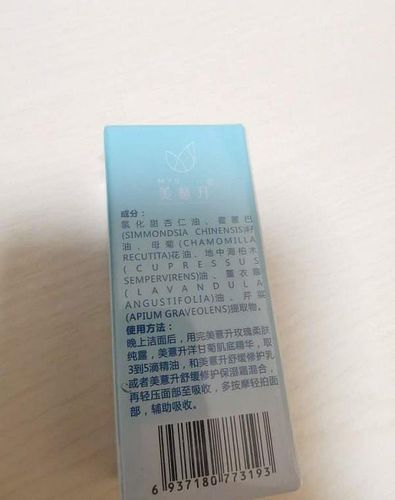 美薏升
成分：
氢化甜杏仁油、霍霍巴
(SIMMONDSIA CHINENSIS)籽
油、母菊(CHAMOMILLA
RECUTITA)花油、地中海柏木
(CUPRESSUS
SEMPERVIRENS)油、薰衣草
(LAVANDULA
ANGUSTIFOLIA)油、芹菜
(APIUM GRAVEOLENS)提取物。
使用方法：
晚上洁面后，用完美薏升玫瑰柔肤
纯露，美薏升洋甘菊肌底精华，取
3到5滴精油，和美薏升舒缓修护乳
或者美薏升舒缓修护保湿霜混合，
再轻压面部至吸收，多按摩轻拍面
部，辅助吸收。
6 937180 773193